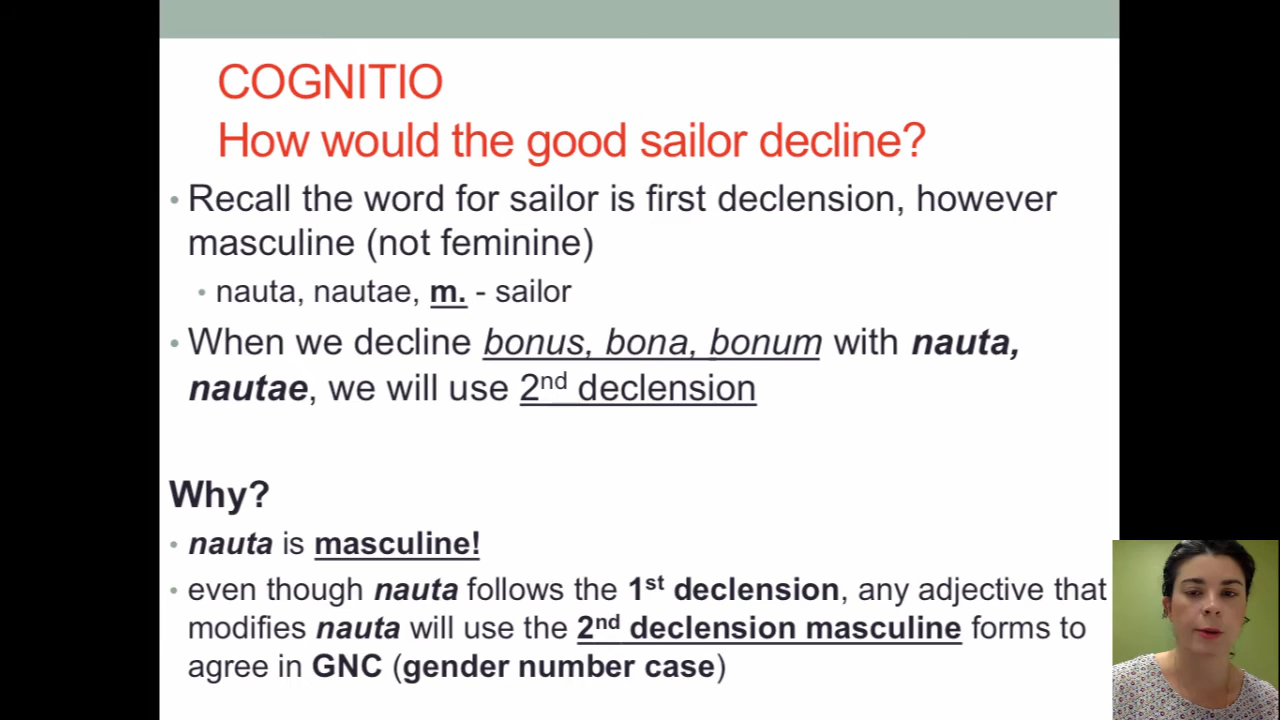 COGNITIO
How would the good sailor decline?
• Recall the word for sailor is first declension, however
masculine (not feminine)
• nauta, nautae, m. - sailor
• When we decline bonus, bona, bonum with nauta,
nautae, we will use 2nd declension
Why?
• nauta is masculine!
• even though nauta follows the 1st declension, any adjective that
modifies nauta will use the 2nd declension masculine forms to
agree in GNC (gender number case)